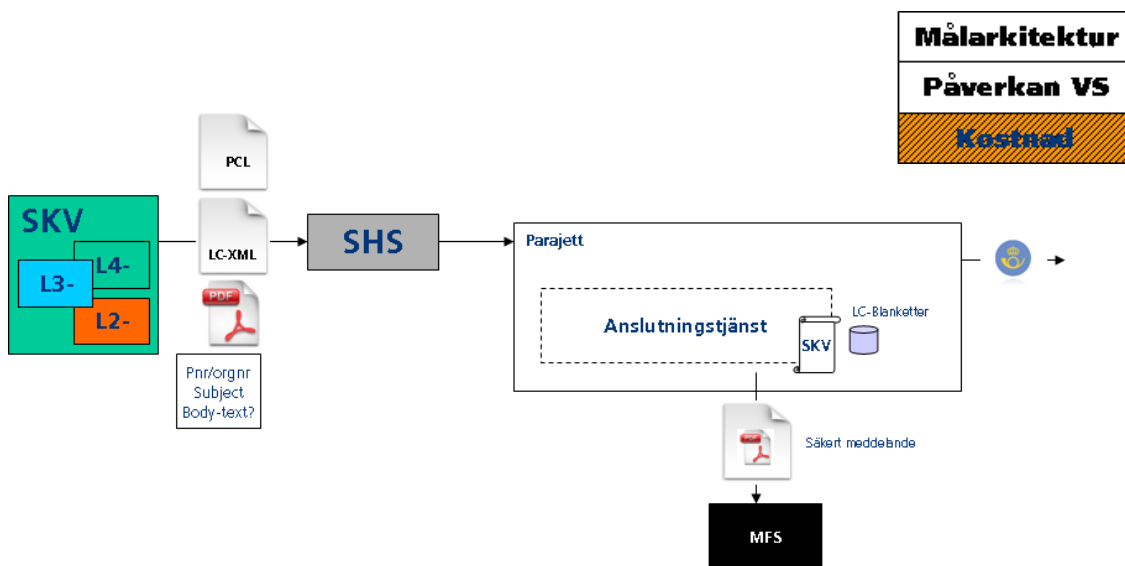 Målarkitektur
Påverkan VS
Kostnad
PCL
SKV
L4-
L3-
L2-
LC-XML
PDF
Pnr/orgnr
Subject
Body-text?
SHS
Parajett
Anslutningstjänst
SKV
LC-Blanketter
PDF
Säkert meddelande
MFS